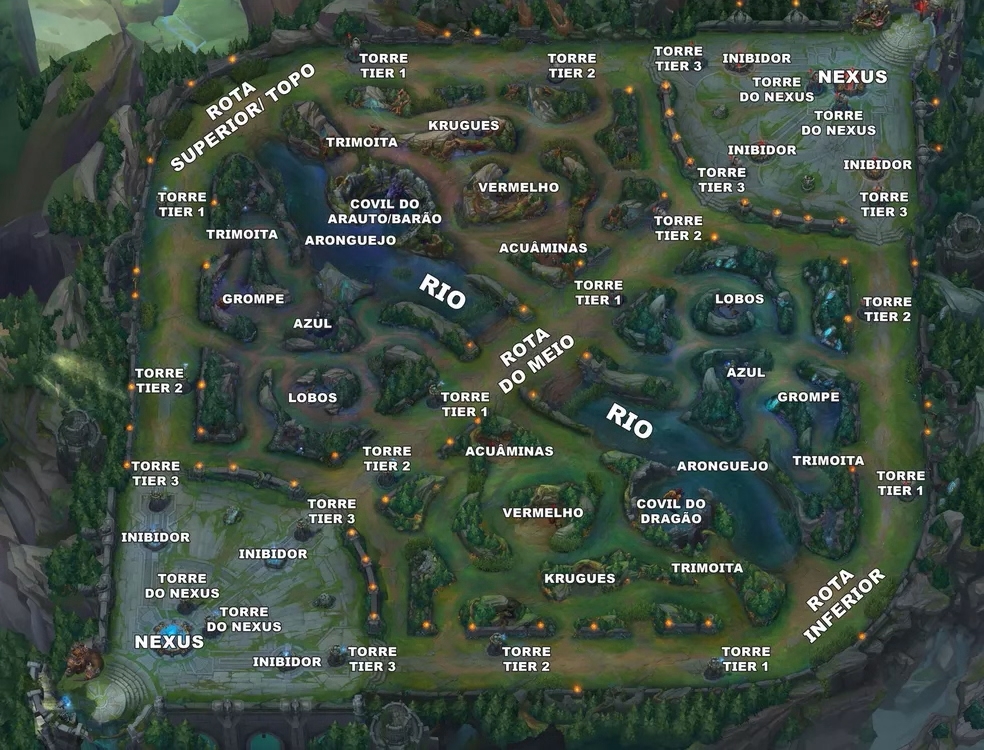 TORRE
TIER 1
TORRE
TIER 2
TORRE
TIER 3
INIBIDOR
NEXUS
TORRE
DO NEXUS
ROTA
SUPERIOR/ TOPO
TORRE
DO NEXUS
KRUGUES
TRIMOITA
INIBIDOR
INIBIDOR
TORRE
TIER 3
VERMELHO
TORRE
TIER 1
COVIL DO
ARAUTO/BARÃO
TORRE
TIER 3
TRIMOITA
ARONGUEJO
TORRE
TIER 2
ACUÂMINAS
GROMPE
RIO
TORRE
TIER 1
LOBOS
TORRE
TIER 2
AZUL
ROTA
DO MEIO
TORRE
TIER 2
AZUL
LOBOS
TORRE
TIER 1
GROMPE
RIO
TORRE
TIER 2
ACUÂMINAS
ARONGUEJO
TRIMOITA
TORRE
TIER 3
TORRE
TIER 1
TORRE
TIER 3
VERMELHO
COVIL DO
DRAGÃO
INIBIDOR
INIBIDOR
TORRE
DO NEXUS
KRUGUES
TRIMOITA
ROTA
INFERIOR
TORRE
DO NEXUS
NEXUS
INIBIDOR
TORRE
TIER 3
TORRE
TIER 2
TORRE
TIER 1